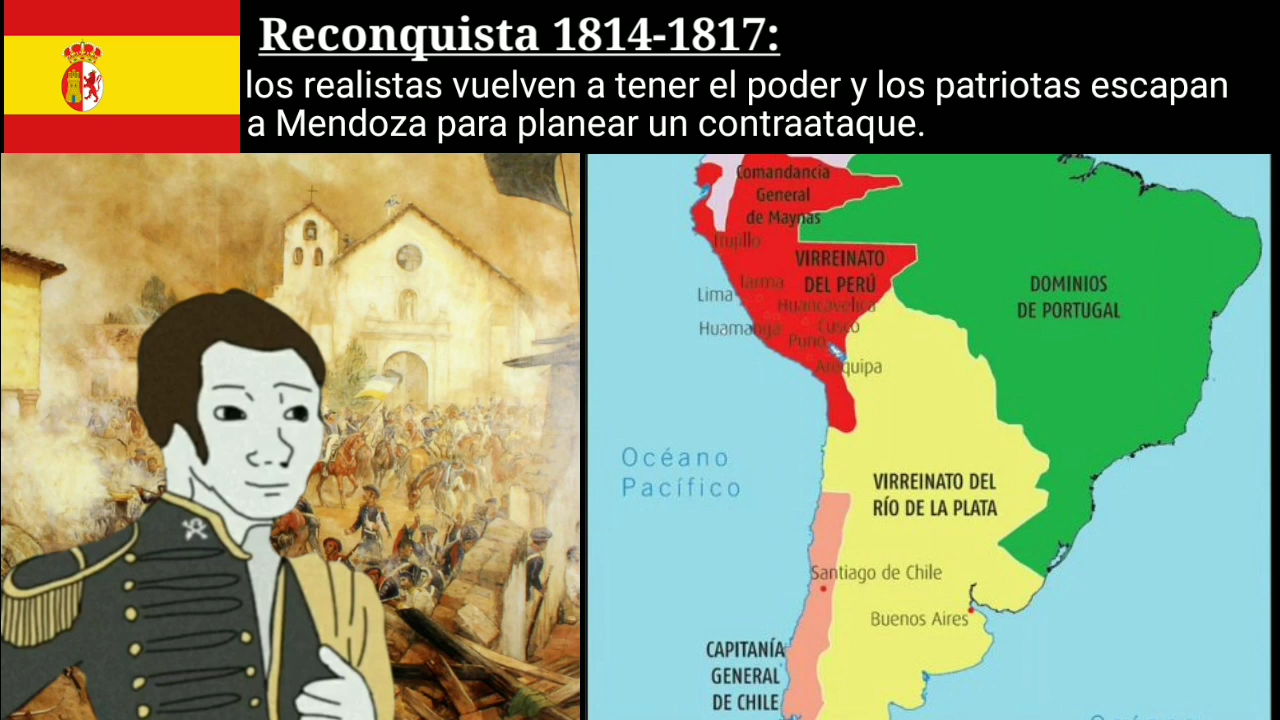 Reconquista 1814-1817:
los realistas vuelven a tener el poder y los patriotas escapan
a Mendoza para planear un contraataque.
Comandancia
General
de Maynas
Trujillo
VIRREINATO
DEL PERÚ
Tarma
Lima
Huancavelica
Huamanga
Cusco
Puno
Arequipa
DOMINIOS
DE PORTUGAL
Océano
Pacífico
VIRREINATO DEL
RÍO DE LA PLATA
Santiago de Chile
Buenos Aires
CAPITANÍA
GENERAL
DE CHILE